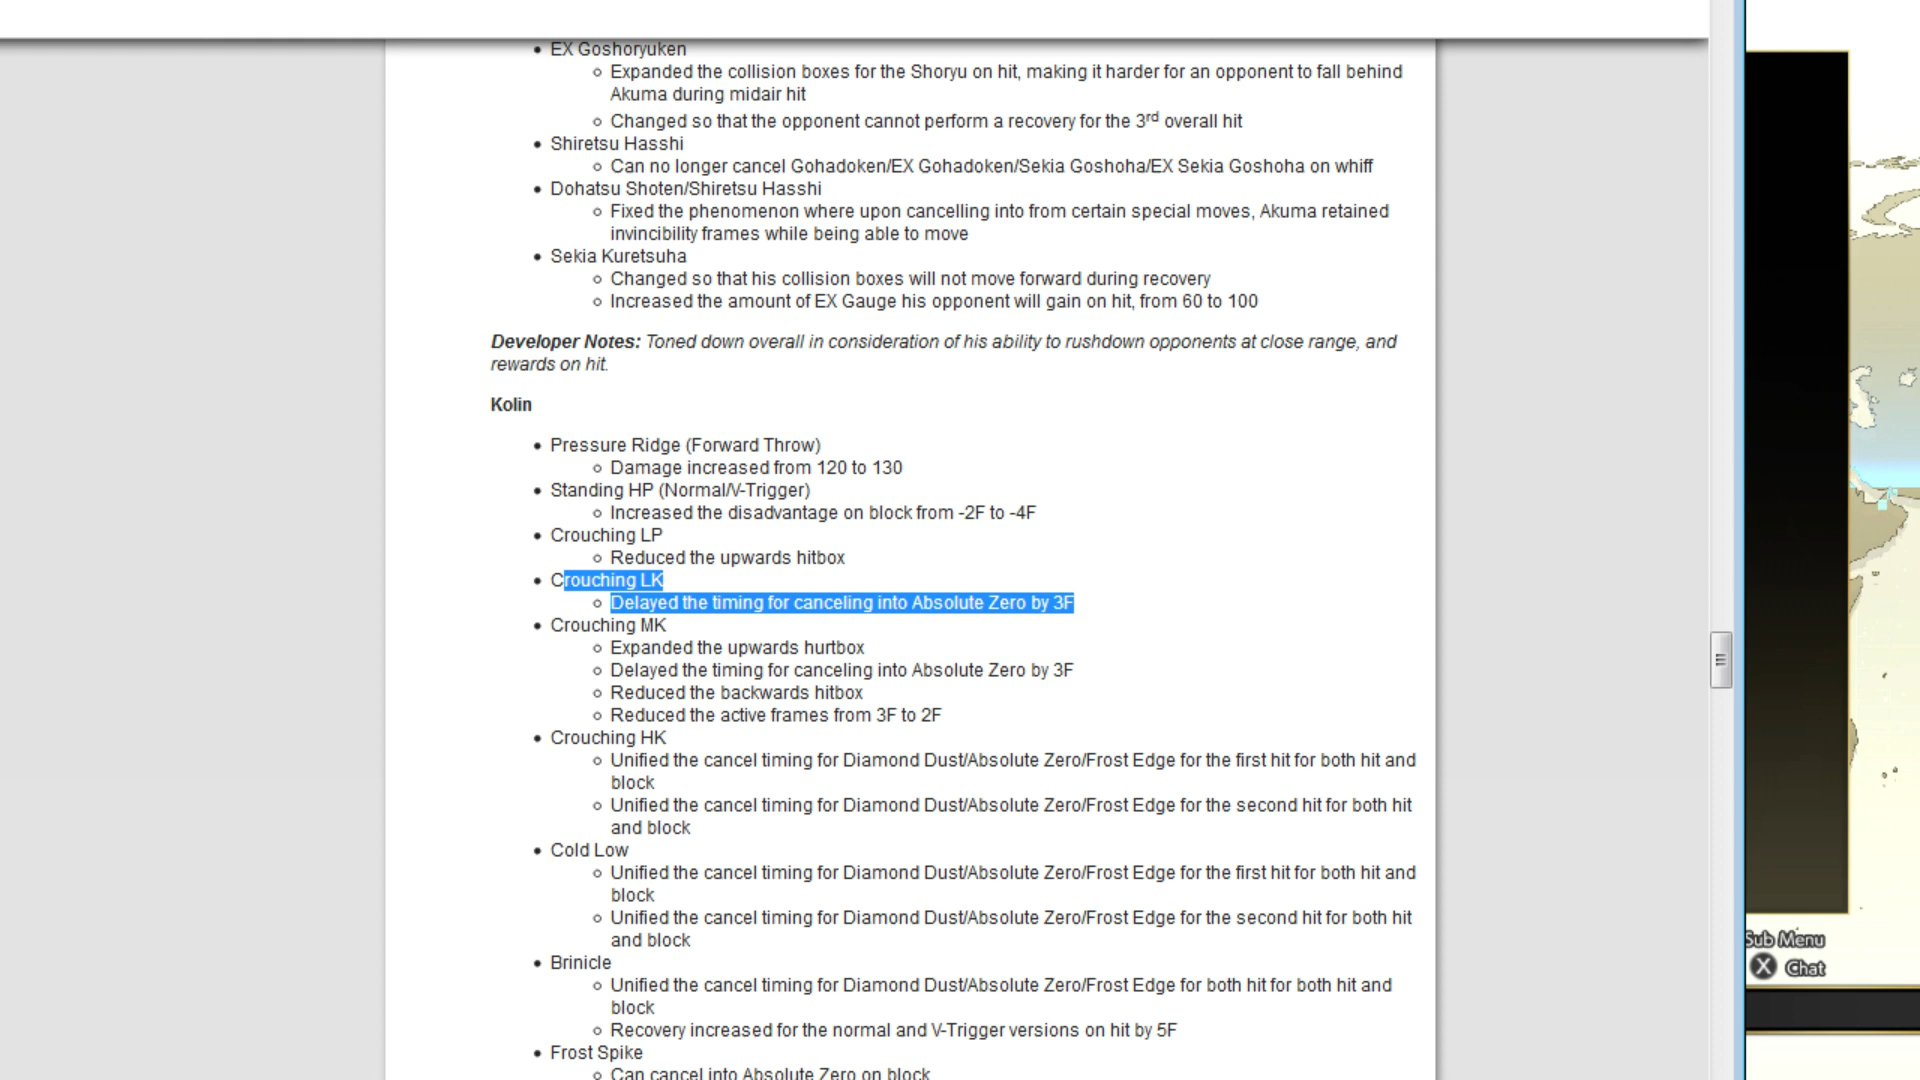 EX Goshoryuken
Expanded the collision boxes for the Shoryu on hit, making it harder for an opponent to fall behind
Akuma during midair hit
Changed so that the opponent cannot perform a recovery for the 3rd overall hit
Shiretsu Hasshi
Can no longer cancel Gohadoken/EX Gohadoken/Sekia Goshoha/EX Sekia Goshoha on whiff
Dohatsu Shoten/Shiretsu Hasshi
Fixed the phenomenon where upon cancelling into from certain special moves, Akuma retained
invincibility frames while being able to move
Sekia Kuretsuha
Changed so that his collision boxes will not move forward during recovery
Increased the amount of EX Gauge his opponent will gain on hit, from 60 to 100
Developer Notes: Toned down overall in consideration of his ability to rushdown opponents at close range, and
rewards on hit.
Kolin
Pressure Ridge (Forward Throw)
Damage increased from 120 to 130
Standing HP (Normal/V-Trigger)
Increased the disadvantage on block from -2F to -4F
Crouching LP
Reduced the upwards hitbox
Crouching LK
Delayed the timing for canceling into Absolute Zero by 3F
Crouching MK
Expanded the upwards hurtbox
Delayed the timing for canceling into Absolute Zero by 3F
Reduced the backwards hitbox
Reduced the active frames from 3F to 2F
Crouching HK
Unified the cancel timing for Diamond Dust/Absolute Zero/Frost Edge for the first hit for both hit and
block
Unified the cancel timing for Diamond Dust/Absolute Zero/Frost Edge for the second hit for both hit
and block
Cold Low
Unified the cancel timing for Diamond Dust/Absolute Zero/Frost Edge for the first hit for both hit and
block
Unified the cancel timing for Diamond Dust/Absolute Zero/Frost Edge for the second hit for both hit
and block
Brinicle
Unified the cancel timing for Diamond Dust/Absolute Zero/Frost Edge for both hit for both hit and
block
Recovery increased for the normal and V-Trigger versions on hit by 5F
Frost Spike
Can cancel into Absolute Zero on block
Sub Menu
X Chat